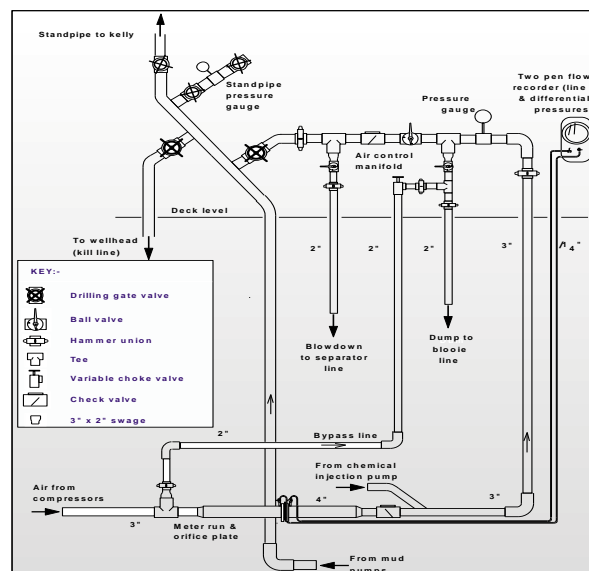 Standpipe to kelly
Standpipe
pressure
gauge
Two pen flow
recorder (line
& differential
pressures)
Pressure
gauge
Air control
manifold
Deck level
To wellhead
(kill line)
2"
2"
2"
3"
KEY:-
Drilling gate valve
Ball valve
Hammer union
Tee
Variable choke valve
Check valve
3" x 2" swage
Blowdown
to separator
line
Dump to
blooie
line
2"
Bypass line
From chemical
injection pump
Air from
compressors
3"
4"
3"
Meter run &
orifice plate
From mud
pumps